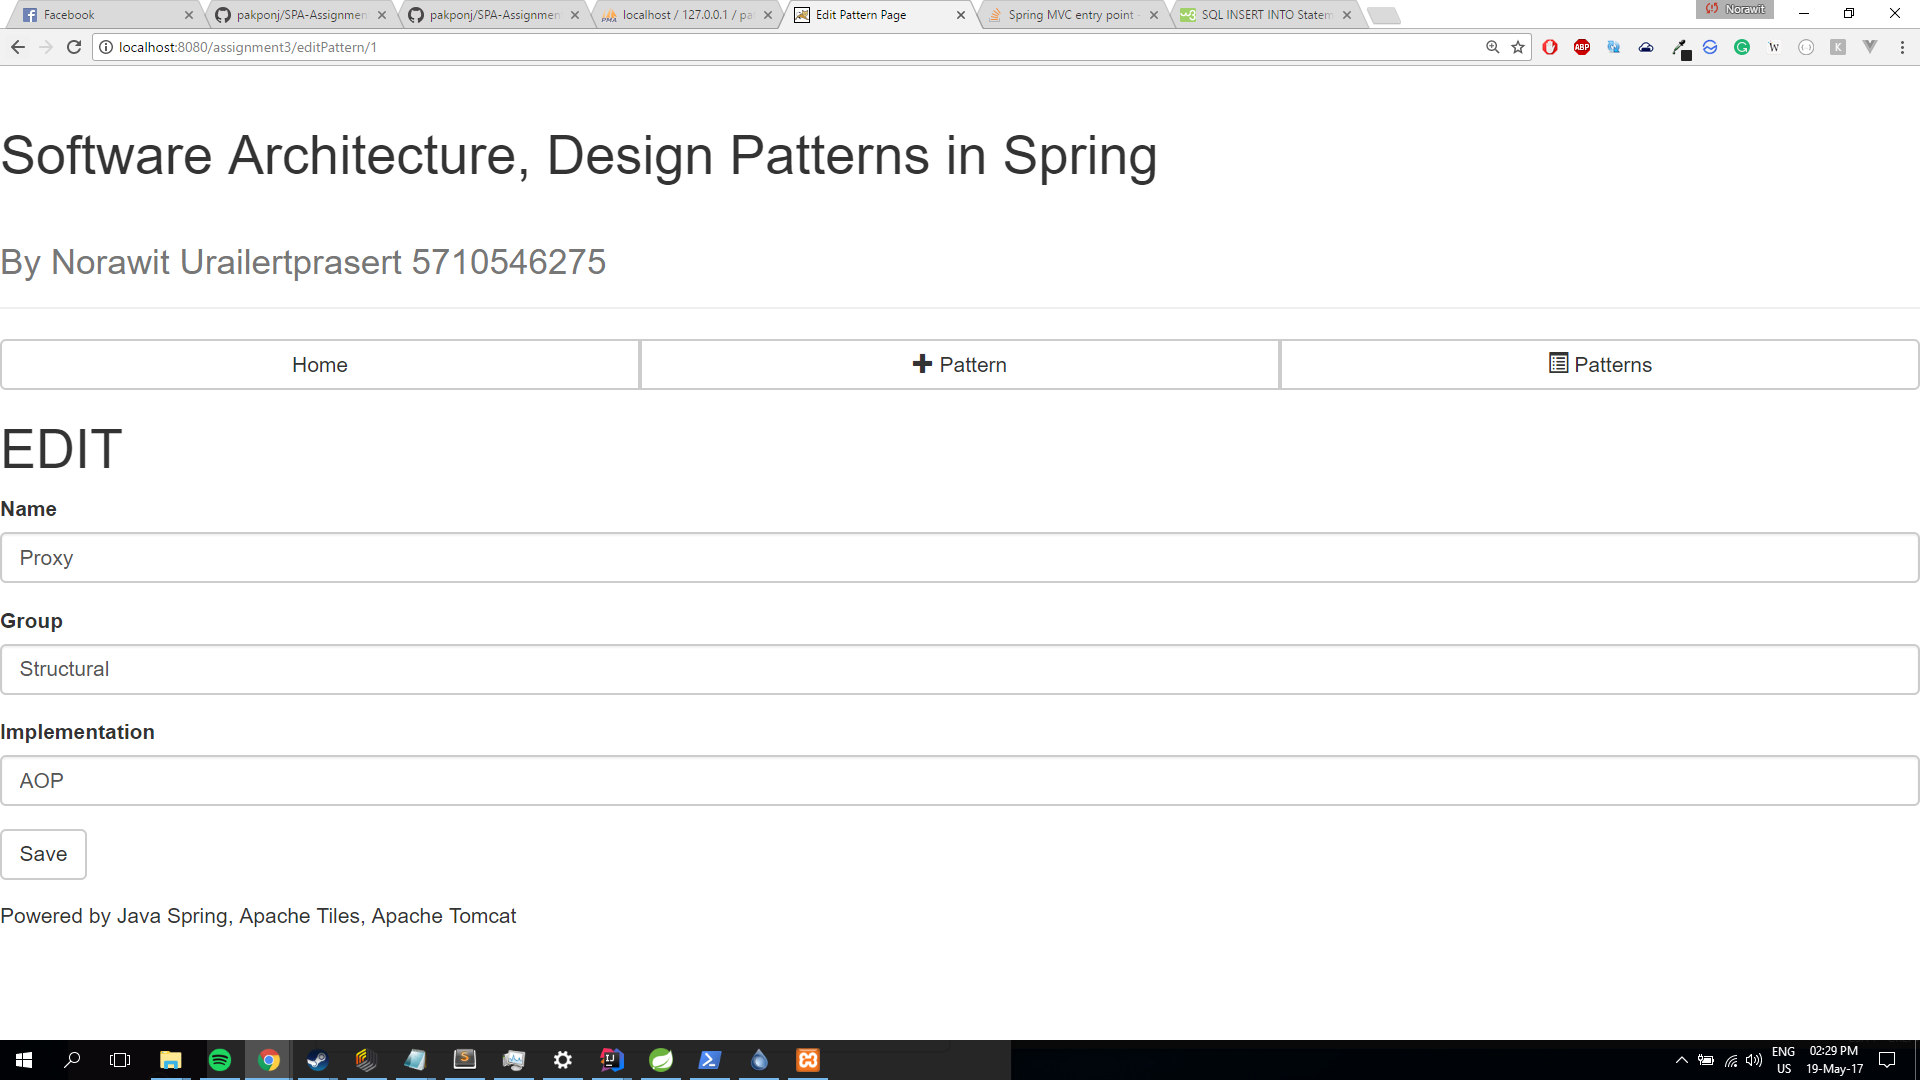 Facebook
pakponj/SPA-Assignmen
pakponj/SPA-Assignmen
localhost / 127.0.0.1 / pa
Edit Pattern Page
Spring MVC entry point -
SQL INSERT INTO Statem
Norawit
localhost:8080/assignment3/editPattern/1
Software Architecture, Design Patterns in Spring
By Norawit Urailertprasert 5710546275
Home
Pattern
Patterns
EDIT
Name
Proxy
Group
Structural
Implementation
AOP
Save
Powered by Java Spring, Apache Tiles, Apache Tomcat
ENG
US
02:29 PM
19-May-17